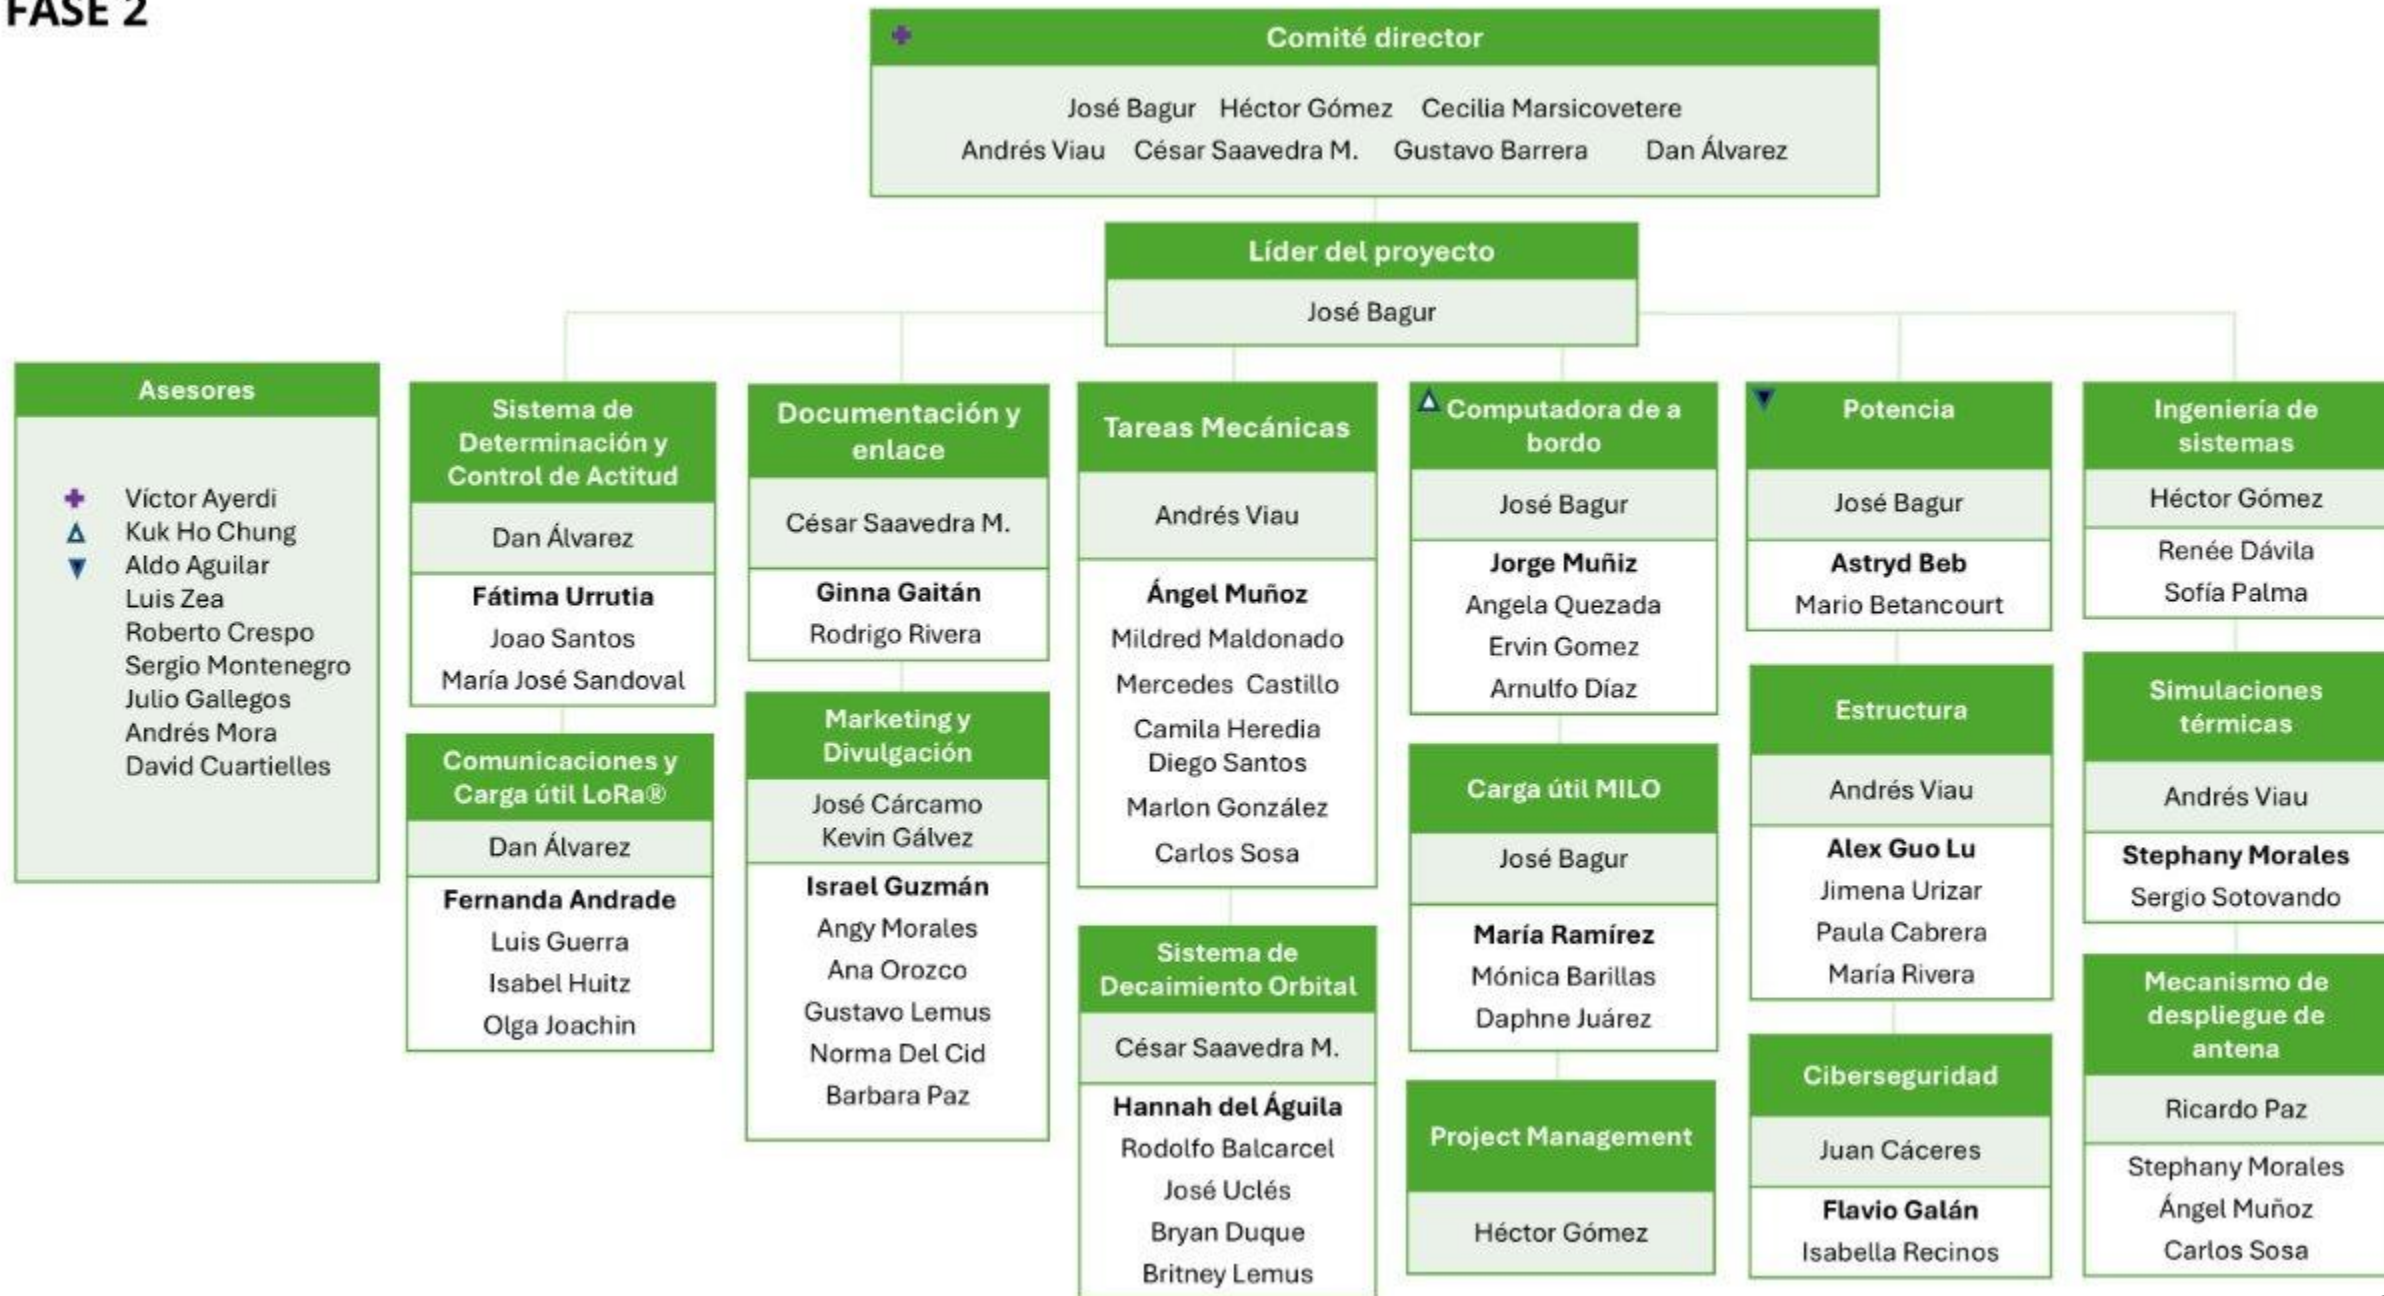 FASE 2
Comité director
José Bagur Héctor Gómez Cecilia Marsicovetere
Andrés Viau César Saavedra M. Gustavo Barrera Dan Álvarez
Líder del proyecto
José Bagur
Asesores
Víctor Ayerdi
Kuk Ho Chung
Aldo Aguilar
Luis Zea
Roberto Crespo
Sergio Montenegro
Julio Gallegos
Andrés Mora
David Cuartielles
Sistema de
Determinación y
Control de Actitud
Dan Álvarez
Fátima Urrutia
Joao Santos
María José Sandoval
Comunicaciones y
Carga útil LoRa®
Dan Álvarez
Fernanda Andrade
Luis Guerra
Isabel Huitz
Olga Joachin
Documentación y
enlace
César Saavedra M.
Ginna Gaitán
Rodrigo Rivera
Marketing y
Divulgación
José Cárcamo
Kevin Gálvez
Israel Guzmán
Angy Morales
Ana Orozco
Gustavo Lemus
Norma Del Cid
Barbara Paz
Tareas Mecánicas
Andrés Viau
Ángel Muñoz
Mildred Maldonado
Mercedes Castillo
Camila Heredia
Diego Santos
Marlon González
Carlos Sosa
Sistema de
Decaimiento Orbital
César Saavedra M.
Hannah del Águila
Rodolfo Balcarcel
José Uclés
Bryan Duque
Britney Lemus
Computadora de a
bordo
José Bagur
Jorge Muñiz
Angela Quezada
Ervin Gomez
Arnulfo Díaz
Carga útil MILO
José Bagur
María Ramírez
Mónica Barillas
Daphne Juárez
Project Management
Héctor Gómez
Potencia
José Bagur
Astryd Beb
Mario Betancourt
Estructura
Andrés Viau
Alex Guo Lu
Jimena Urizar
Paula Cabrera
María Rivera
Ciberseguridad
Juan Cáceres
Flavio Galán
Isabella Recinos
Ingeniería de
sistemas
Héctor Gómez
Renée Dávila
Sofía Palma
Simulaciones
térmicas
Andrés Viau
Stephany Morales
Sergio Sotovando
Mecanismo de
despliegue de
antena
Ricardo Paz
Stephany Morales
Ángel Muñoz
Carlos Sosa